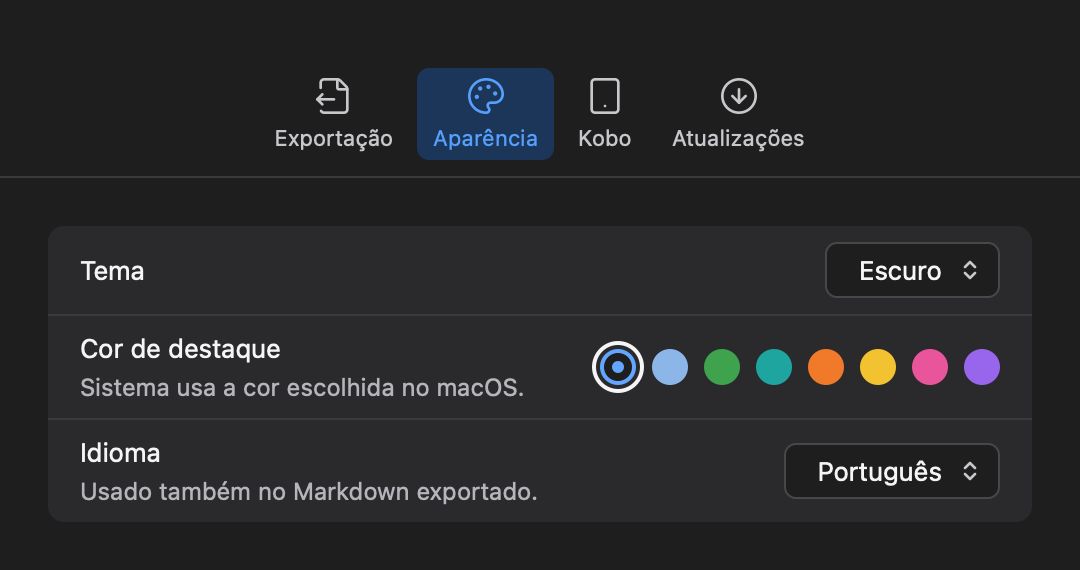 Exportação
Aparência
Kobo
Atualizações
Tema
Escuro
Cor de destaque
Sistema usa a cor escolhida no macOS.
Idioma
Usado também no Markdown exportado.
Português